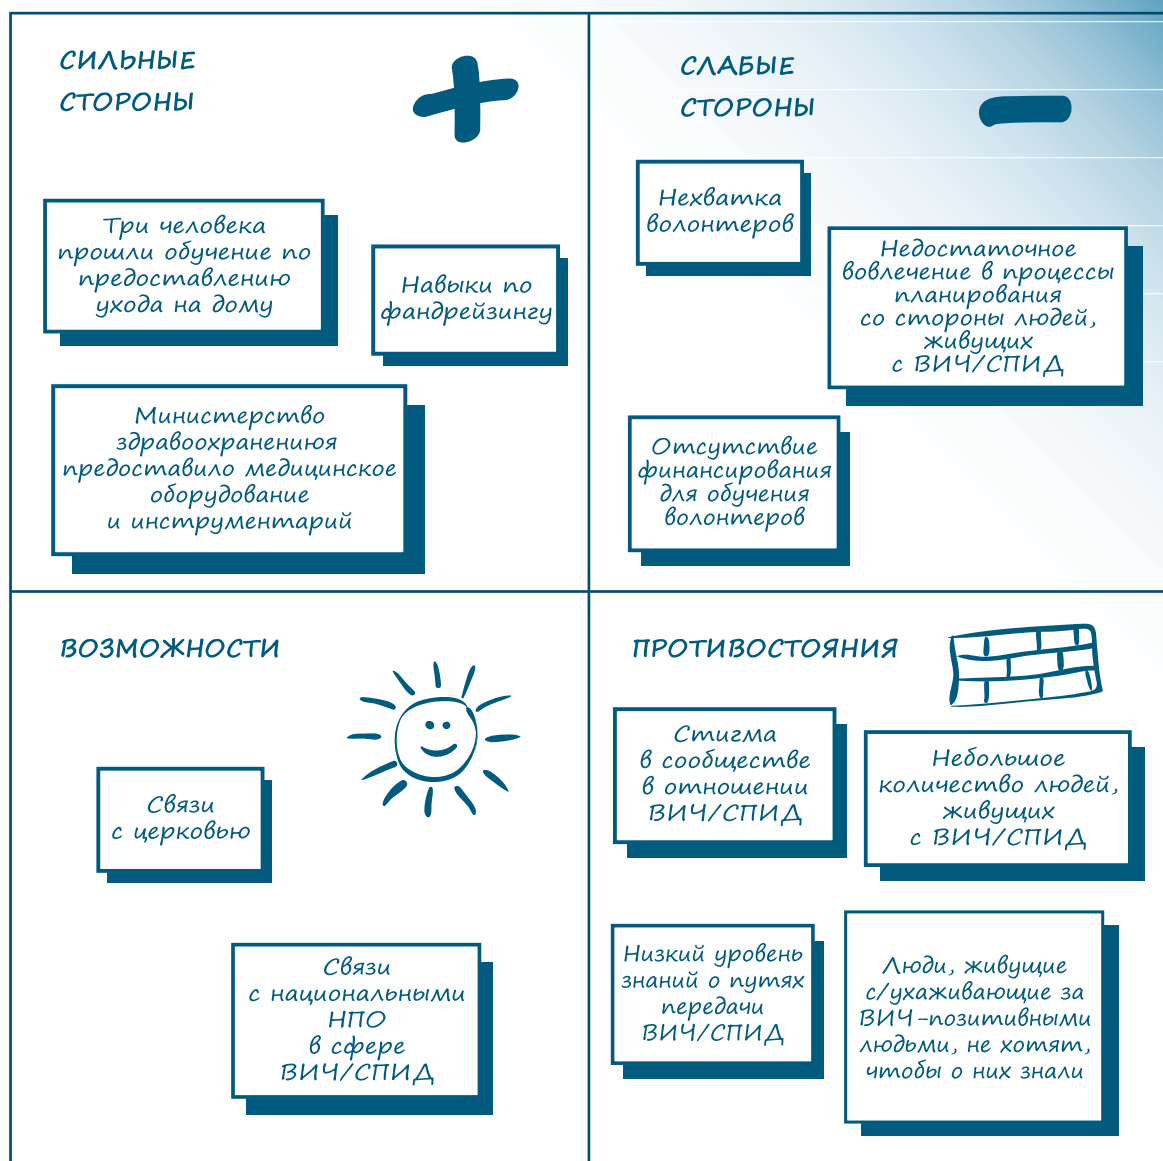 СИЛЬНЫЕ
СТОРОНЫ
Три человека
прошли обучение по
предоставлению
ухода на дому
Навыки по
фандрейзингу
Министерство
здравоохранениюя
предоставило медицинское
оборудование
и инструментарий
СЛАБЫЕ
СТОРОНЫ
Нехватка
волонтеров
Недостаточное
вовлечение в процессы
планирования
со стороны людей,
живущих
с ВИЧ/СПИД
Отсутствие
финансирования
для обучения
волонтеров
ВОЗМОЖНОСТИ
Связи
с церковью
Связи
с национальными
НПО
в сфере
ВИЧ/СПИД
ПРОТИВОСТОЯНИЯ
Стигма
в сообществе
в отношении
ВИЧ/СПИД
Небольшое
количество людей,
живущих
с ВИЧ/СПИД
Низкий уровень
знаний о путях
передачи
ВИЧ/СПИД
Люди, живущие
с/ухаживающие за
ВИЧ-позитивными
людьми, не хотят,
чтобы о них знали